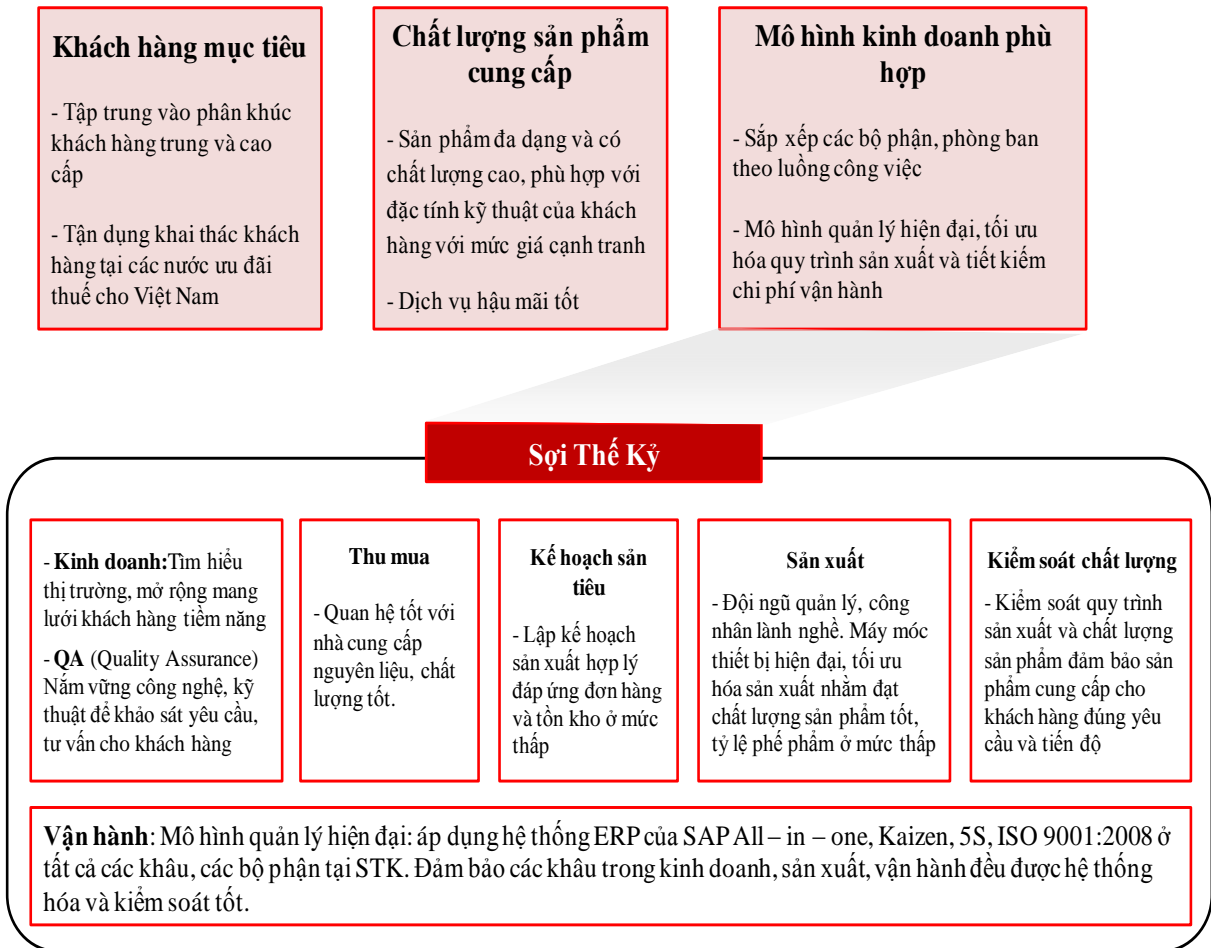 Khách hàng mục tiêu
- Tập trung vào phân khúc
khách hàng trung và cao
cấp
- Tận dụng khai thác khách
hàng tại các nước ưu đãi
thuế cho Việt Nam
Chất lượng sản phẩm
cung cấp
- Sản phẩm đa dạng và có
chất lượng cao, phù hợp với
đặc tính kỹ thuật của khách
hàng với mức giá cạnh tranh
- Dịch vụ hậu mãi tốt
Mô hình kinh doanh phù
hợp
- Sắp xếp các bộ phận, phòng ban
theo luồng công việc
- Mô hình quản lý hiện đại, tối ưu
hóa quy trình sản xuất và tiết kiếm
chi phí vận hành
Sợi Thế Kỷ
- Kinh doanh:Tìm hiểu
thị trường, mở rộng mang
lưới khách hàng tiềm năng
- QA (Quality Assurance)
Nắm vững công nghệ, kỹ
thuật để khảo sát yêu cầu,
tư vấn cho khách hàng
Thu mua
- Quan hệ tốt với
nhà cung cấp
nguyên liệu, chất
lượng tốt.
Kế hoạch sản
tiêu
- Lập kế hoạch
sản xuất hợp lý
đáp ứng đơn hàng
và tồn kho ở mức
thấp
Sản xuất
- Đội ngũ quản lý, công
nhân lành nghề. Máy móc
thiết bị hiện đại, tối ưu
hóa sản xuất nhằm đạt
chất lượng sản phẩm tốt,
tỷ lệ phế phẩm ở mức thấp
Kiểm soát chất lượng
- Kiểm soát quy trình
sản xuất và chất lượng
sản phẩm đảm bảo sản
phẩm cung cấp cho
khách hàng đúng yêu
cầu và tiến độ
Vận hành: Mô hình quản lý hiện đại: áp dụng hệ thống ERP của SAP All – in – one, Kaizen, 5S, ISO 9001:2008 ở
tất cả các khâu, các bộ phận tại STK. Đảm bảo các khâu trong kinh doanh, sản xuất, vận hành đều được hệ thống
hóa và kiểm soát tốt.